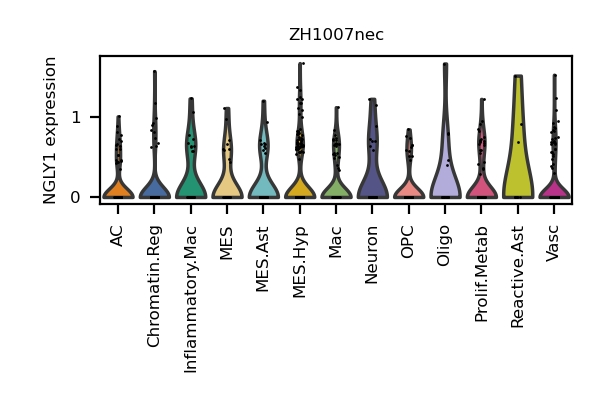 ZH1007nec
NGLY1 expression
1
0
AC
Chromatin.Reg
Inflammatory.Mac
MES
MES.Ast
MES.Hyp
Mac
Neuron
OPC
Oligo
Prolif.Metab
Reactive.Ast
Vasc